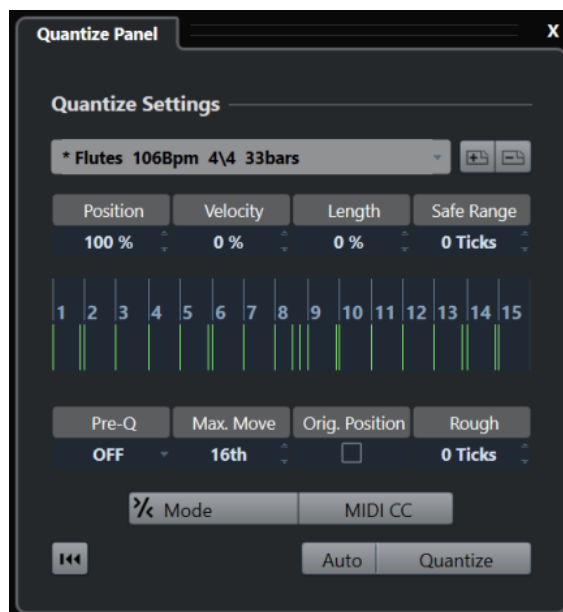 Quantize Panel X
Quantize Settings
* Flutes 106Bpm 4\4 33bars
Position Velocity Length Safe Range
100 % 0 % 0 % 0 Ticks
1 2 3 4 5 6 7 8 9 10 11 12 13 14 15
Pre-Q Max. Move Orig. Position Rough
OFF 16th 0 Ticks
Mode MIDI CC
Auto Quantize